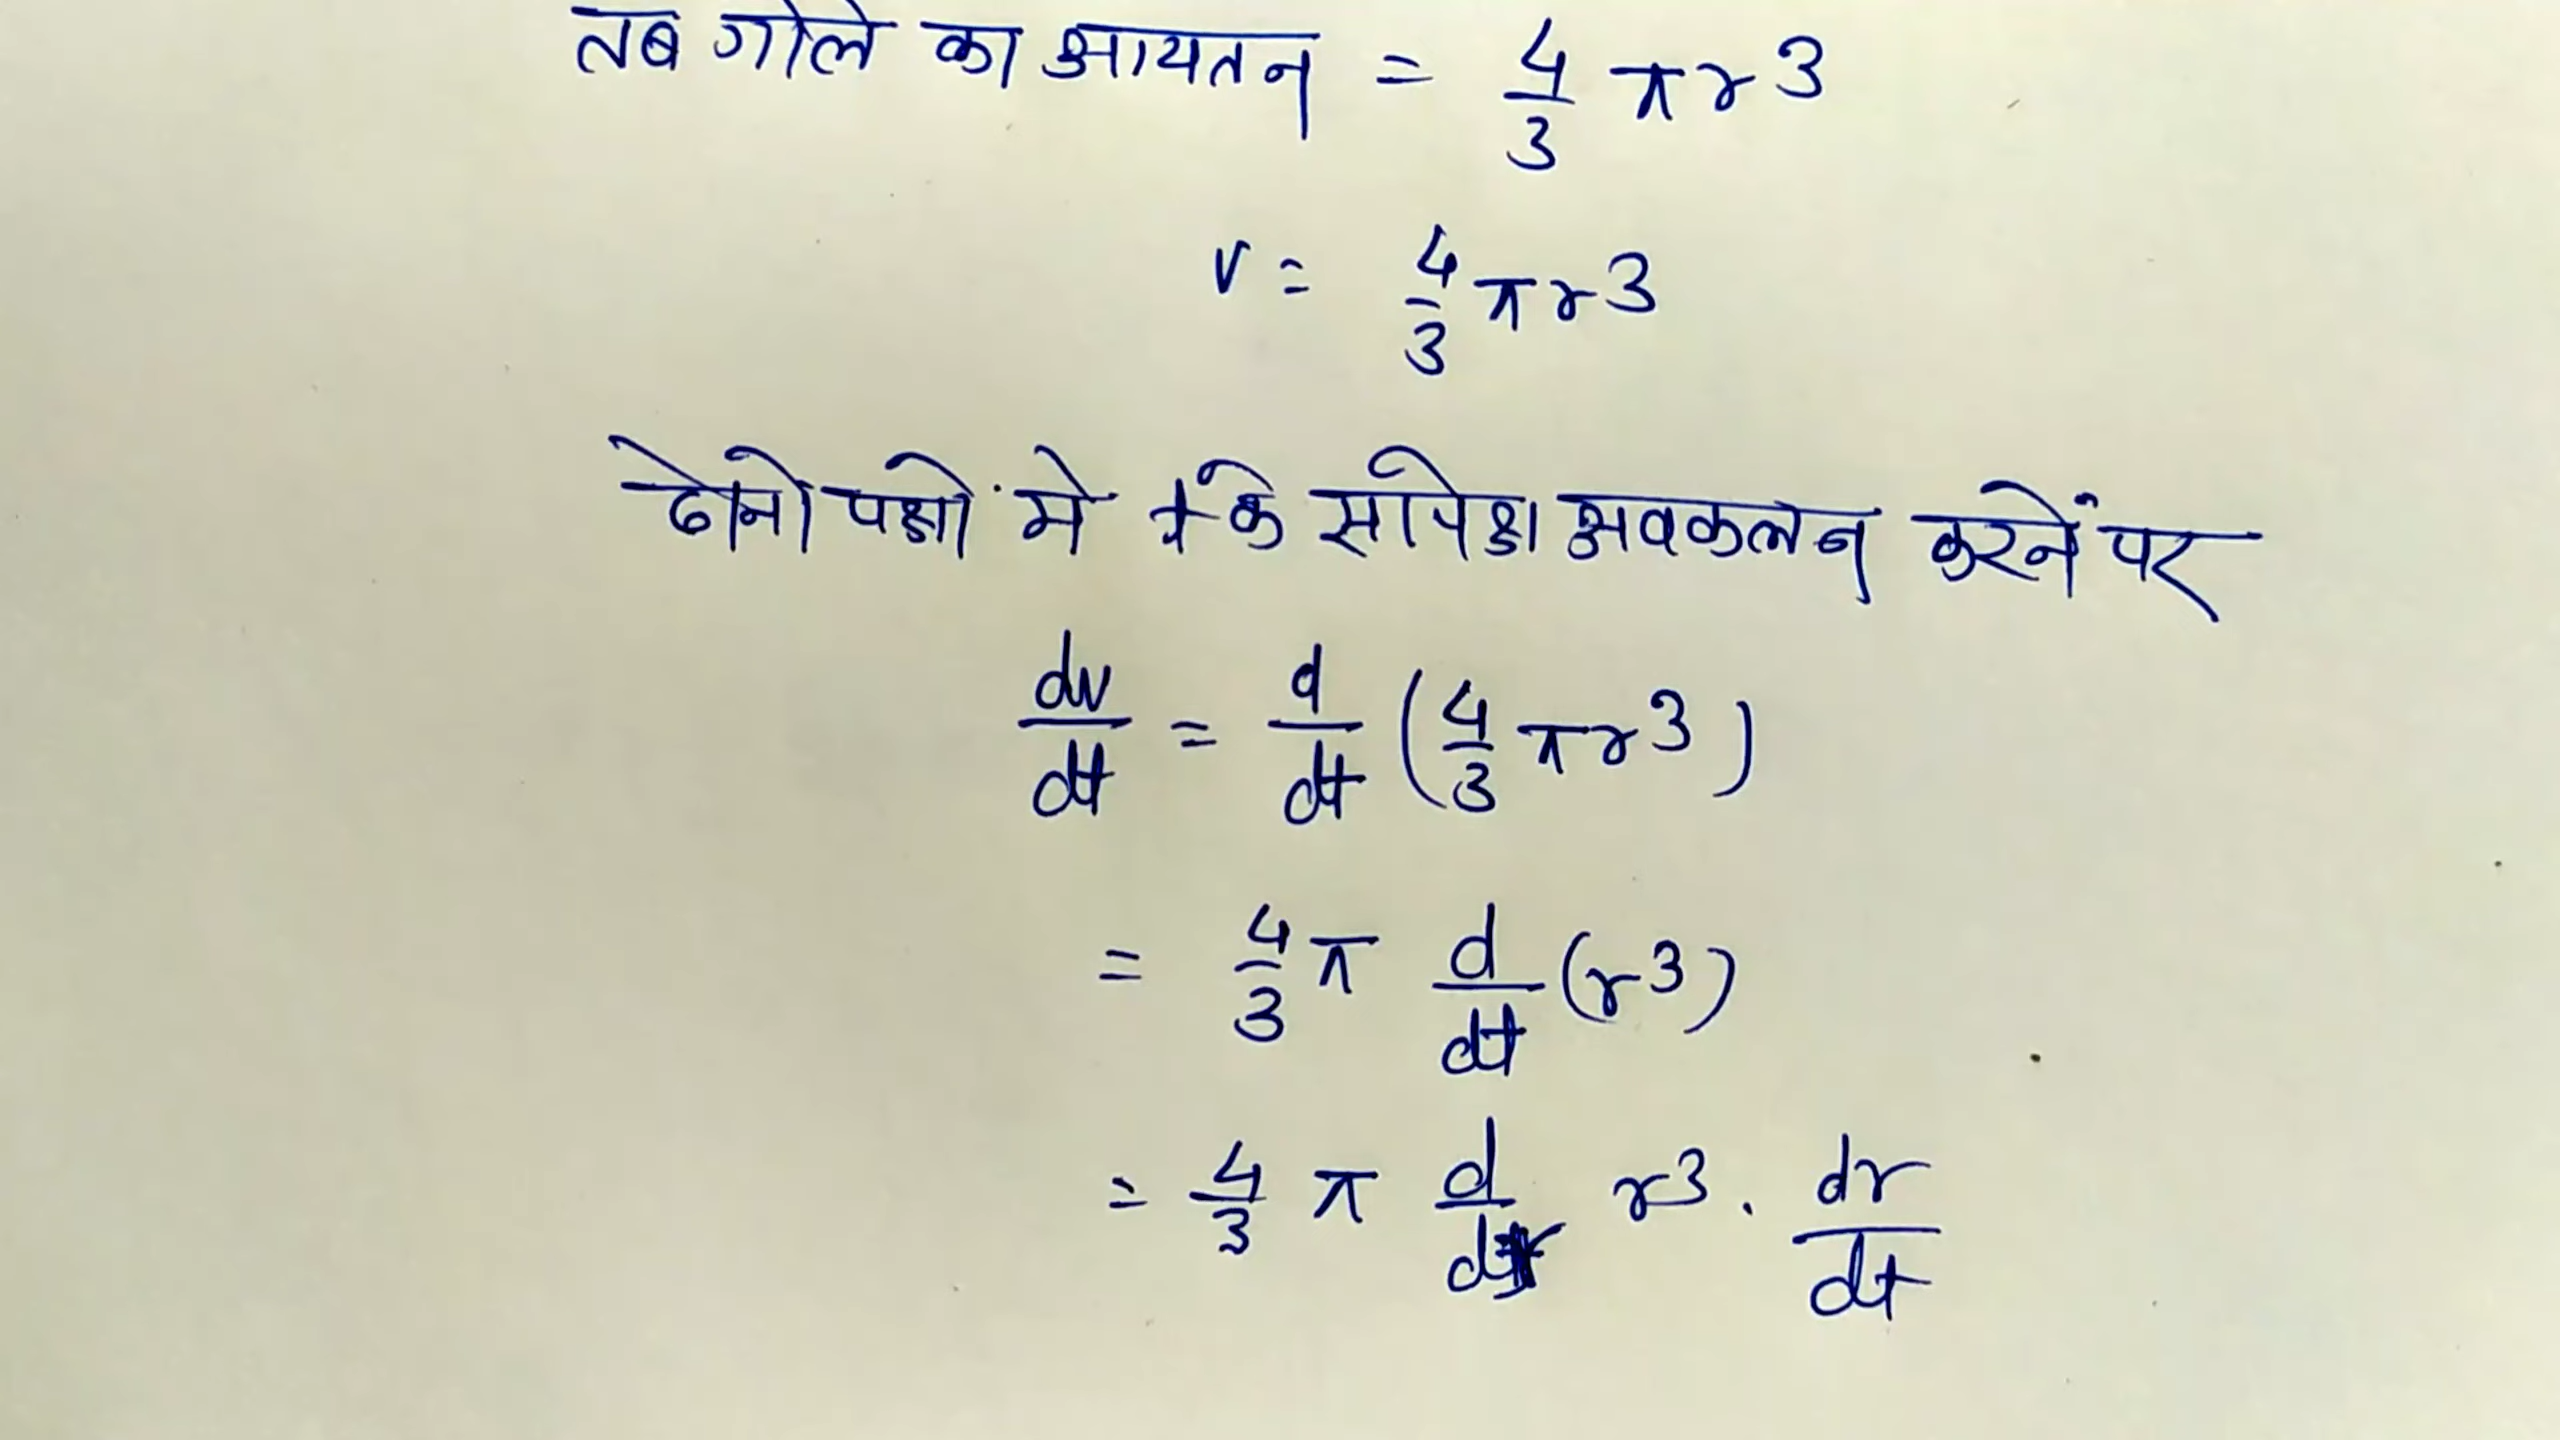 तब गोले का आयतन = 4/3 πr3
v = 4/3 πr3
दोनो पक्षो मे t के सापेक्ष अवकलन करनें पर
dv/dt = d/dt (4/3 πr3)
= 4/3 π d/dt (r3)
= 4/3 π d/dr r3 . dr/dt